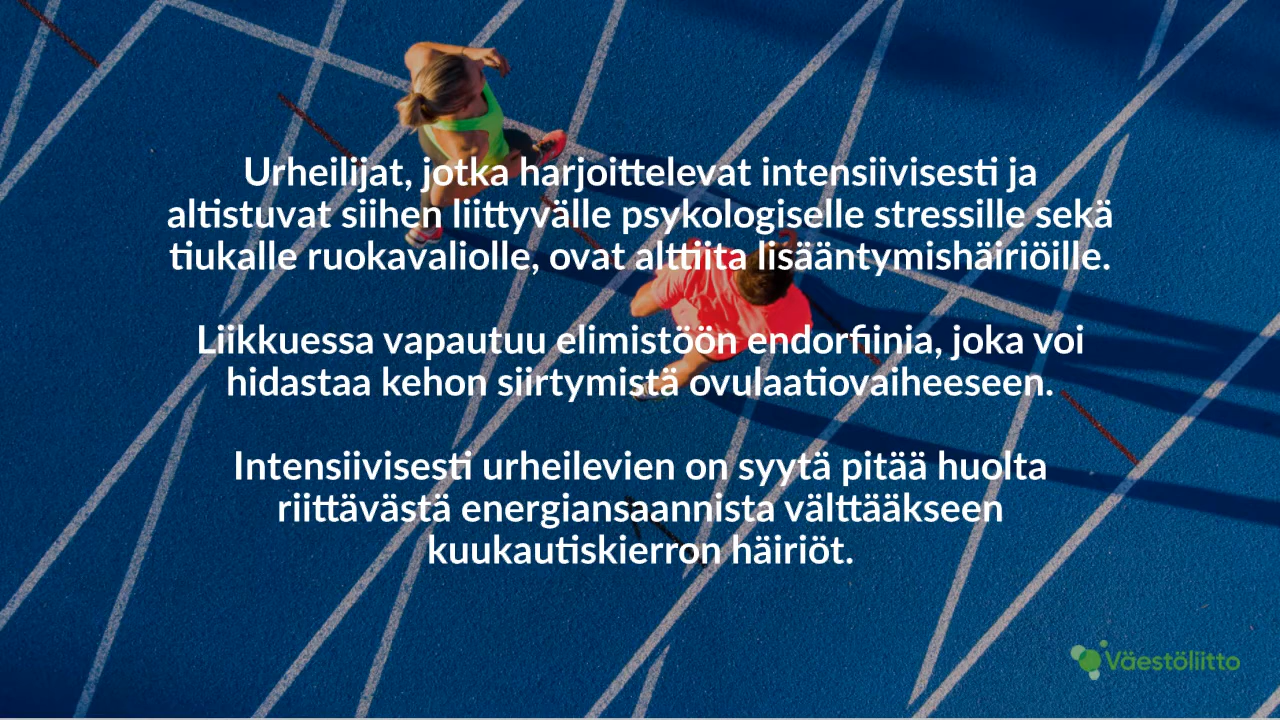 Urheilijat, jotka harjoittelevat intensiivisesti ja
altistuvat siihen liittyvälle psykologiselle stressille sekä
tiukalle ruokavaliolle, ovat alttiita lisääntymishäiriöille.
Liikkuessa vapautuu elimistöön endorfiinia, joka voi
hidastaa kehon siirtymistä ovulaatiovaiheeseen.
Intensiivisesti urheilevien on syytä pitää huolta
riittävästä energiansaannista välttääkseen
kuukautiskierron häiriöt.
Väestöliitto